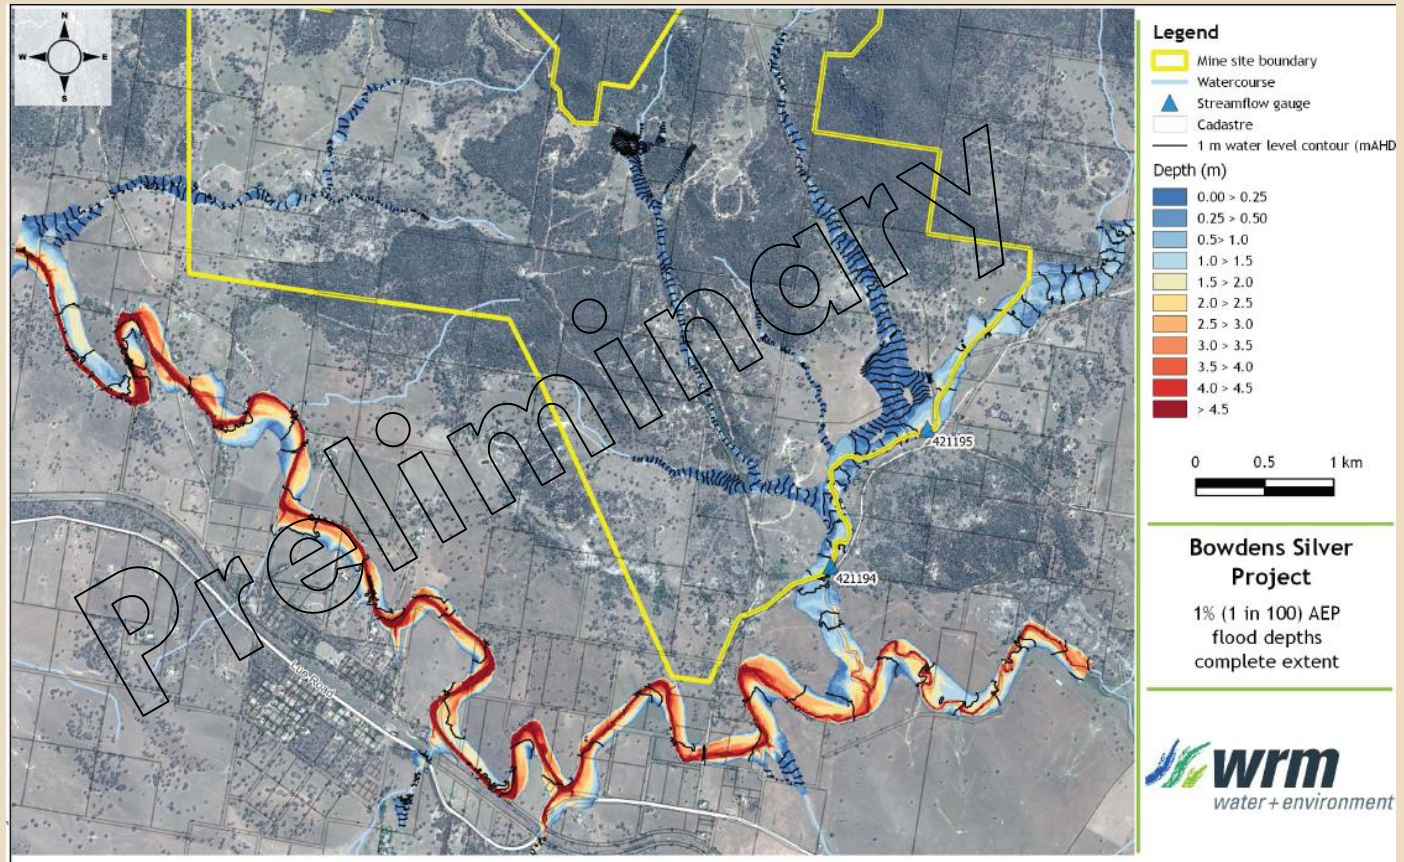 N
W E
S
Preliminary
421195
421194
Lue Road
Legend
Mine site boundary
Watercourse
Streamflow gauge
Cadastre
1 m water level contour (mAHD
Depth (m)
0.00 > 0.25
0.25 > 0.50
0.5> 1.0
1.0 > 1.5
1.5 > 2.0
2.0 > 2.5
2.5 > 3.0
3.0 > 3.5
3.5 > 4.0
4.0 > 4.5
> 4.5
0 0.5 1 km
Bowdens Silver
Project
1% (1 in 100) AEP
flood depths
complete extent
wrm
water + environment